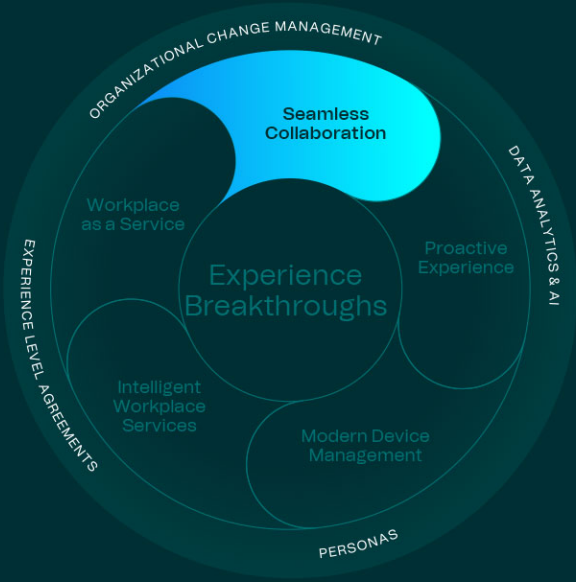 ORGANIZATIONAL CHANGE MANAGEMENT
Seamless
Collaboration
DATA ANALYTICS & AI
Workplace
as a Service
Proactive
Experience
Experience
Breakthroughs
EXPERIENCE LEVEL AGREEMENTS
Intelligent
Workplace
Services
Modern Device
Management
PERSONAS